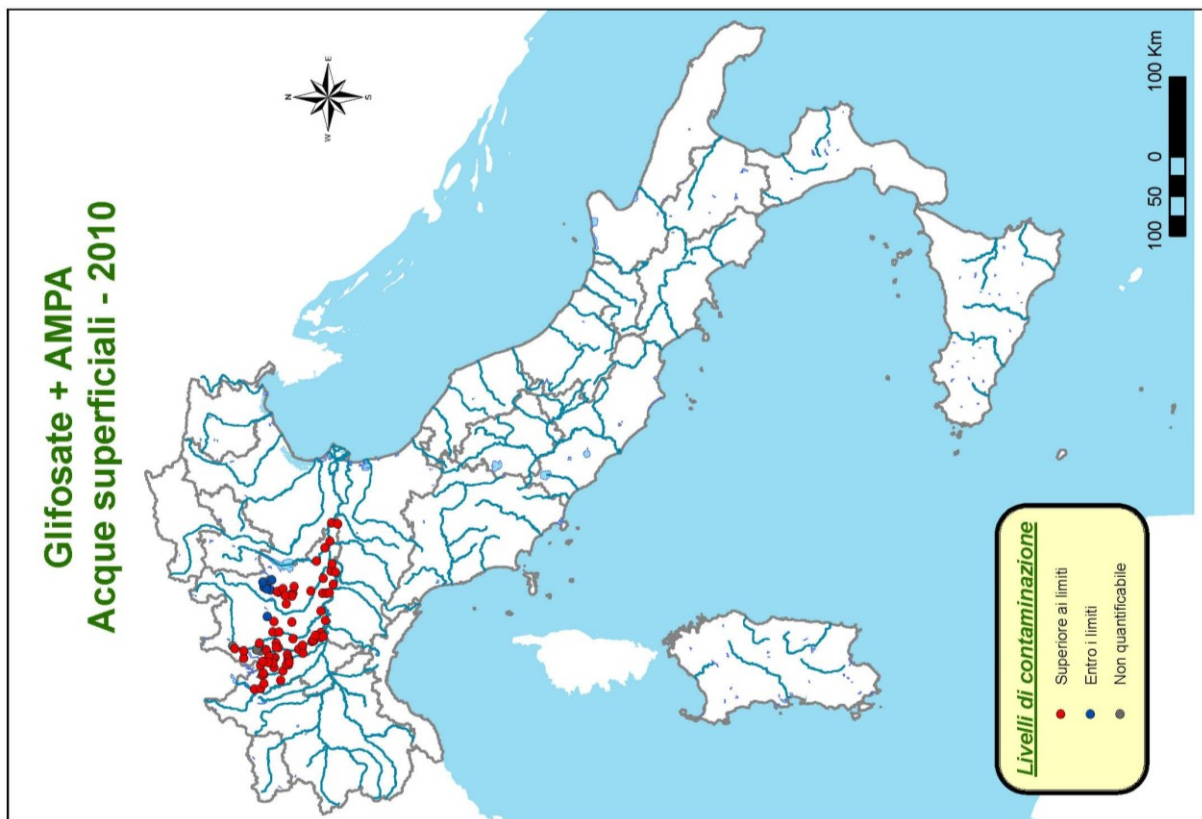 Glifosate + AMPA
Acque superficiali - 2010
N
W
E
S
Livelli di contaminazione
Superiore ai limiti
Entro i limiti
Non quantificabile
100 50 0 100 Km